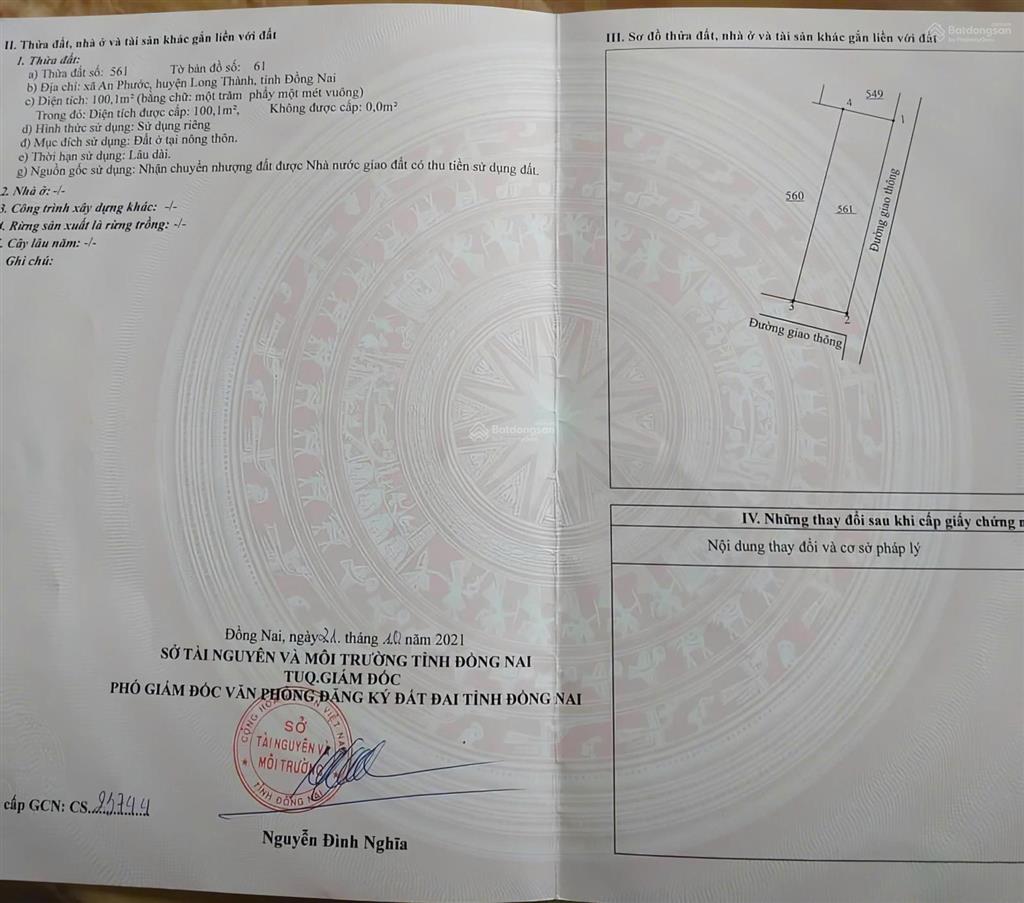 II. Thửa đất, nhà ở và tài sản khác gắn liền với đất
1. Thửa đất:
a) Thửa đất số: 561 Tờ bản đồ số: 61
b) Địa chỉ: xã An Phước, huyện Long Thành, tỉnh Đồng Nai
c) Diện tích: 100,1m² (bằng chữ: một trăm phẩy một mét vuông)
Trong đó: Diện tích được cấp: 100,1m², Không được cấp: 0,0m²
d) Hình thức sử dụng: Sử dụng riêng
đ) Mục đích sử dụng: Đất ở tại nông thôn.
e) Thời hạn sử dụng: Lâu dài.
g) Nguồn gốc sử dụng: Nhận chuyển nhượng đất được Nhà nước giao đất có thu tiền sử dụng đất.
2. Nhà ở: -/-
3. Công trình xây dựng khác: -/-
. Rừng sản xuất là rừng trồng: -/-
. Cây lâu năm: -/-
Ghi chú:
Đồng Nai, ngày 21 tháng 10 năm 2021
SỞ TÀI NGUYÊN VÀ MÔI TRƯỜNG TỈNH ĐỒNG NAI
TUQ.GIÁM ĐỐC
PHÓ GIÁM ĐỐC VĂN PHÒNG ĐĂNG KÝ ĐẤT ĐAI TỈNH ĐỒNG NAI
SỞ
TÀI NGUYÊN VÀ
MÔI TRƯỜNG
TỈNH ĐỒNG NAI
cấp GCN: CS.25744
Nguyễn Đình Nghĩa
III. Sơ đồ thửa đất, nhà ở và tài sản khác gắn liền với đất
549
4
1
560
561
Đường giao thông
3
2
Đường giao thông
IV. Những thay đổi sau khi cấp giấy chứng n
Nội dung thay đổi và cơ sở pháp lý
Batdongsan
Batdongsan